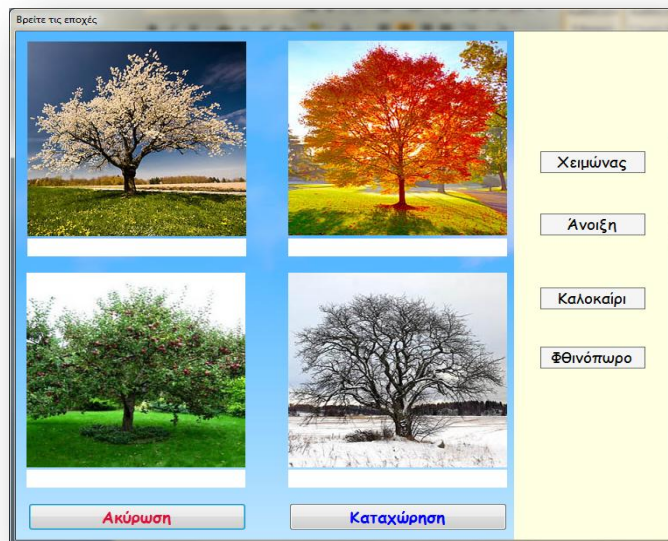 Βρείτε τις εποχές
Χειμώνας
Άνοιξη
Καλοκαίρι
Φθινόπωρο
Ακύρωση
Καταχώρηση